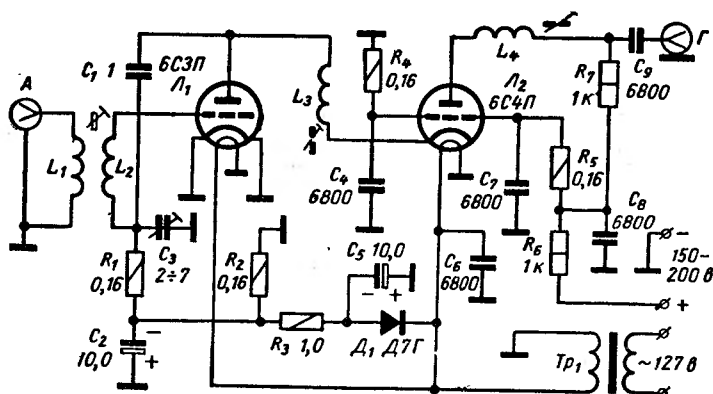 A
L₁
L₂
C₁ 1
6С3П
Л₁
L₃
R₄
0,16
L₄
Л₂
6С4П
Г
C₉
6800
R₇
1к
C₄
6800
C₇
6800
R₅
0,16
C₈
6800
R₆
1к
−
150-
200 в
+
C₃
2÷7
R₁
0,16
R₂
0,16
C₅ 10,0
−
+
C₆
6800
C₂
10,0
−
+
R₃ 1,0
Д₁ Д7Г
Тр₁
~127 в